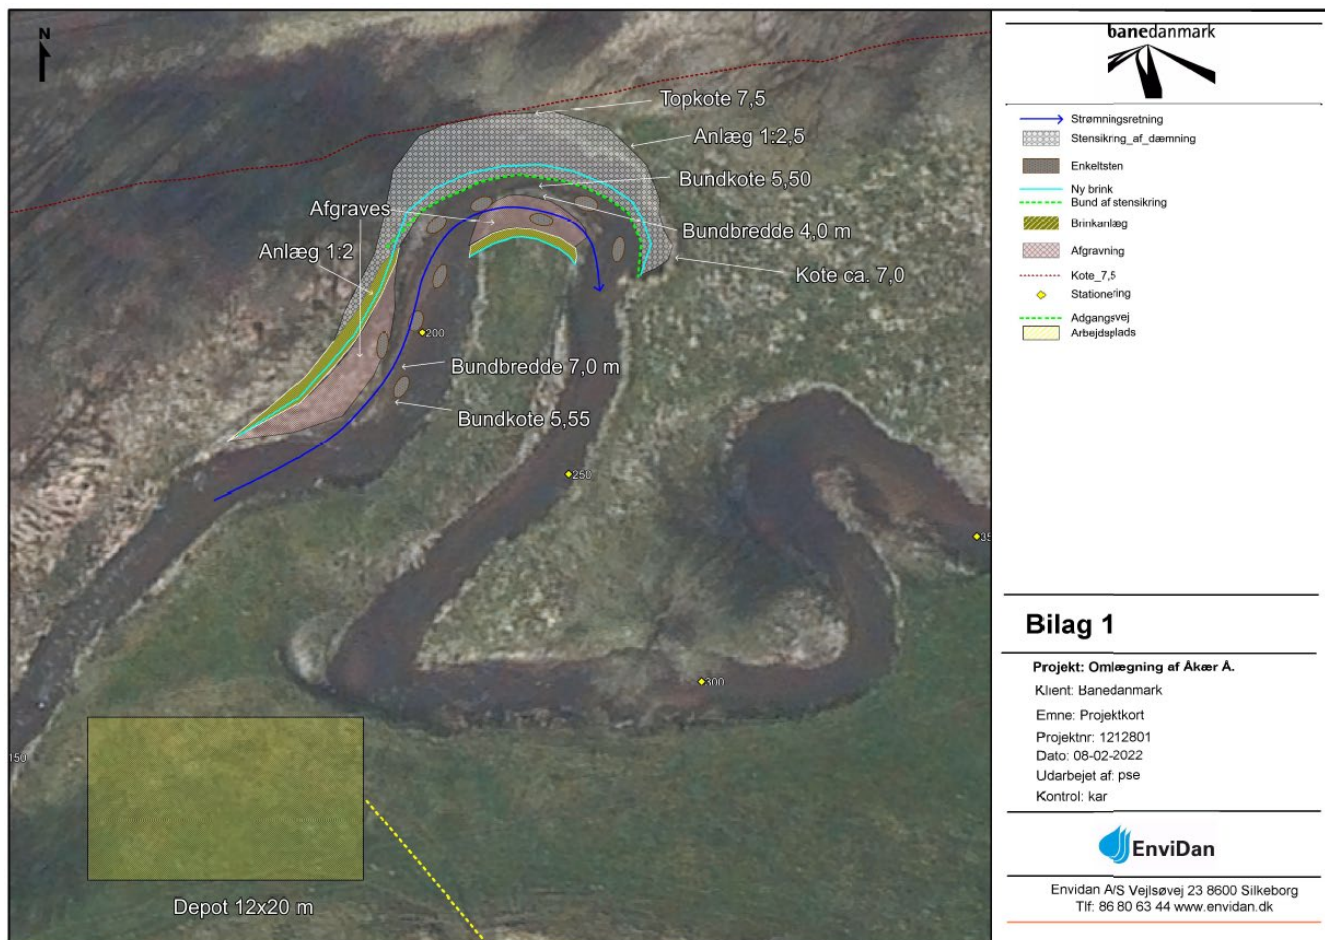 N
Topkote 7,5
Anlæg 1:2,5
Bundkote 5,50
Afgraves
Bundbredde 4,0 m
Anlæg 1:2
Kote ca. 7,0
200
Bundbredde 7,0 m
Bundkote 5,55
250
35
300
150
Depot 12x20 m
banedanmark
Strømningsretning
Stensikring_af_dæmning
Enkeltsten
Ny brink
Bund af stensikring
Brinkanlæg
Afgravning
Kote_7,5
Stationering
Adgangsvej
Arbejdsplads
Bilag 1
Projekt: Omlægning af Åkær Å.
Klient: Banedanmark
Emne: Projektkort
Projektnr: 1212801
Dato: 08-02-2022
Udarbejet af: pse
Kontrol: kar
EnviDan
Envidan A/S Vejlsøvej 23 8600 Silkeborg
Tlf: 86 80 63 44 www.envidan.dk